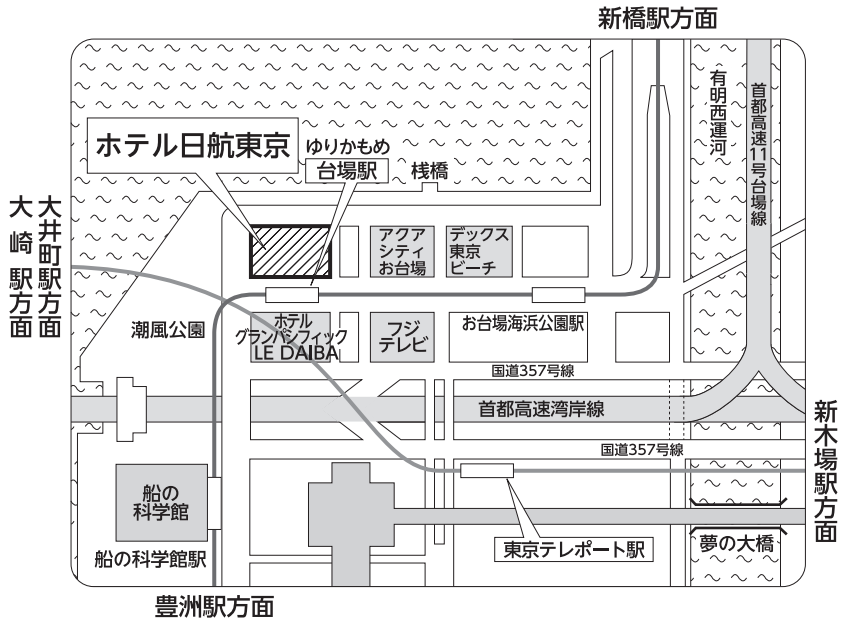 新橋駅方面
有明西運河
首都高速11号台場線
ホテル日航東京
ゆりかもめ
台場駅
桟橋
大井町駅方面
大崎駅方面
アクア
シティ
お台場
デックス
東京
ビーチ
潮風公園
ホテル
グランパシフィック
LE DAIBA
フジ
テレビ
お台場海浜公園駅
国道357号線
首都高速湾岸線
国道357号線
新木場駅方面
船の
科学館
船の科学館駅
東京テレポート駅
夢の大橋
豊洲駅方面